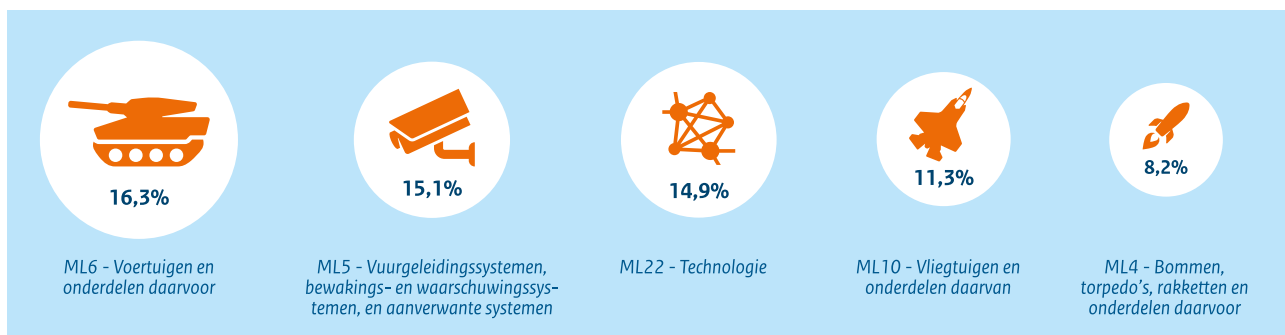 16,3%
ML6 - Voertuigen en
onderdelen daarvoor
15,1%
ML5 - Vuurgeleidingssystemen,
bewakings- en waarschuwingssys-
temen, en aanverwante systemen
14,9%
ML22 - Technologie
11,3%
ML10 - Vliegtuigen en
onderdelen daarvan
8,2%
ML4 - Bommen,
torpedo's, rakketten en
onderdelen daarvoor